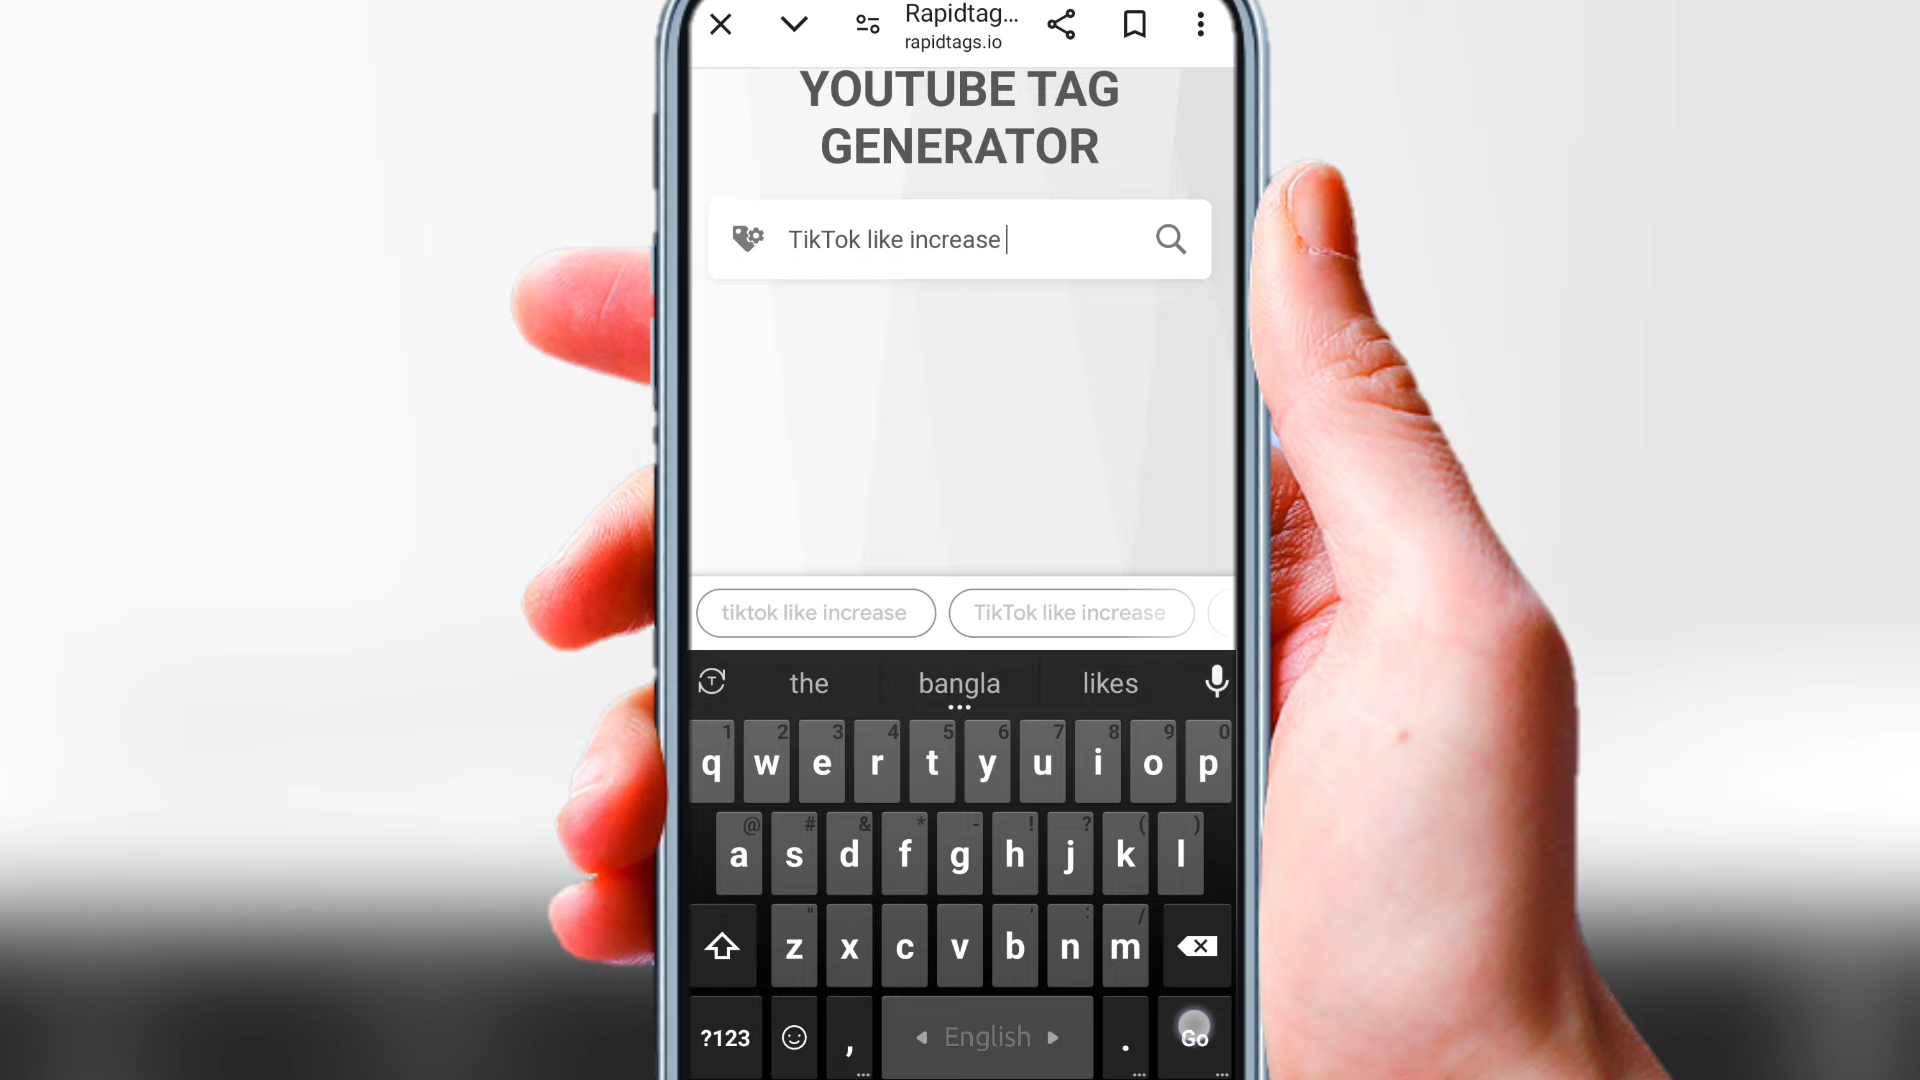 Rapidtag...
rapidtags.io
YOUTUBE TAG
GENERATOR
TikTok like increase
tiktok like increase TikTok like increase
the bangla likes
1 2 3 4 5 6 7 8 9 0
q w e r t y u i o p
@ # & * - ! ? ( )
a s d f g h j k l
" ' : /
z x c v b n m
?123 , English . Go